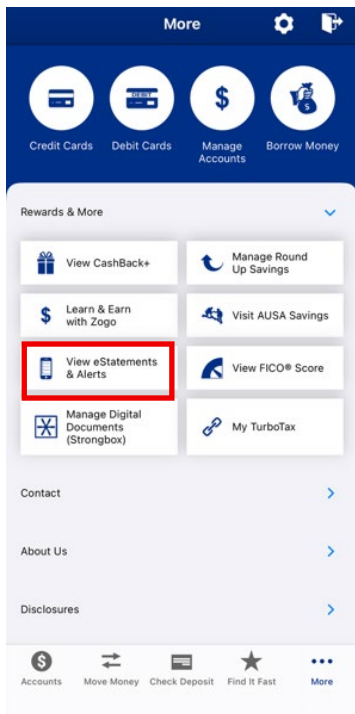 More
DEBIT
$
$
Credit Cards
Debit Cards
Manage
Accounts
Borrow Money
Rewards & More
View CashBack+
Manage Round
Up Savings
$
Learn & Earn
with Zogo
Visit AUSA Savings
View eStatements
& Alerts
View FICO® Score
Manage Digital
Documents
(Strongbox)
My TurboTax
Contact
About Us
Disclosures
$
Accounts
Move Money
Check Deposit
Find It Fast
More